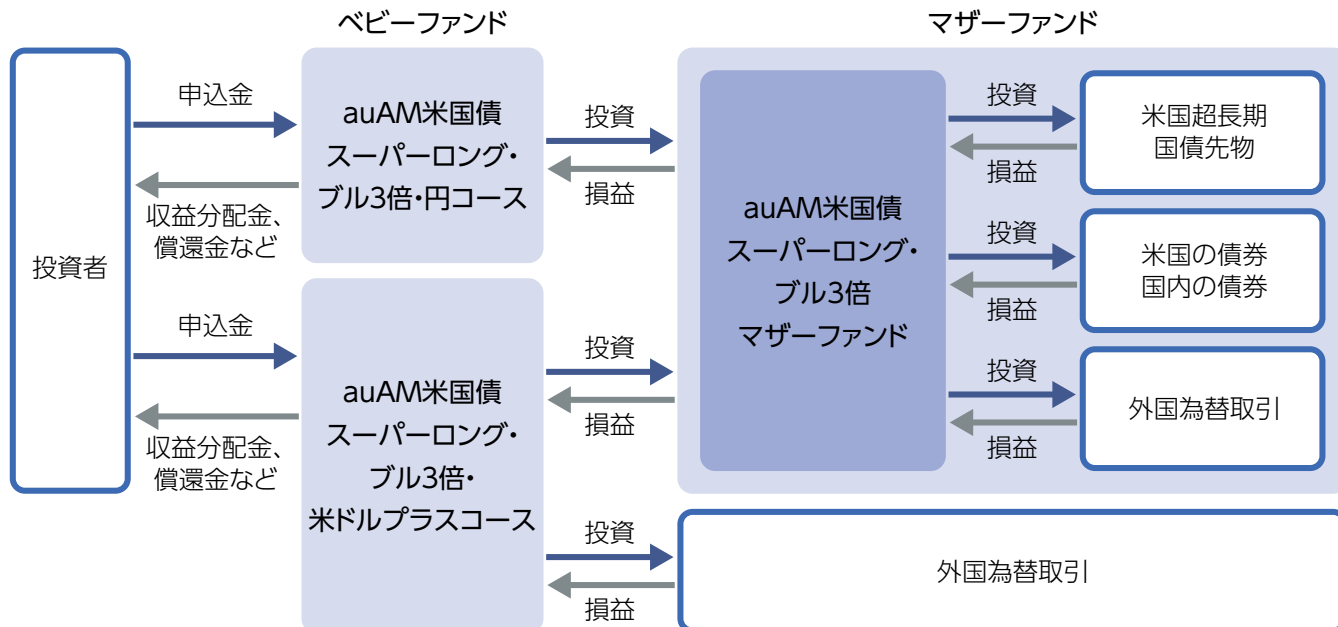 ベビーファンド
マザーファンド
投資者
申込金
収益分配金、
償還金など
申込金
収益分配金、
償還金など
auAM米国債
スーパーロング・
ブル3倍・円コース
auAM米国債
スーパーロング・
ブル3倍・
米ドルプラスコース
投資
損益
投資
損益
投資
損益
auAM米国債
スーパーロング・
ブル3倍
マザーファンド
投資
損益
投資
損益
投資
損益
米国超長期
国債先物
米国の債券
国内の債券
外国為替取引
外国為替取引